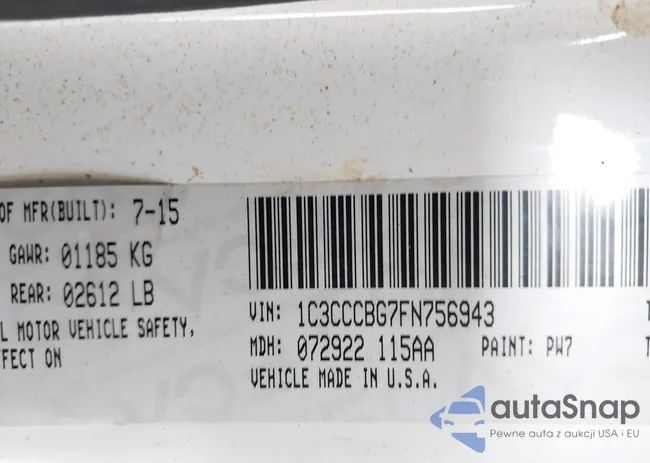 OF MFR(BUILT): 7-15
GAWR: 01185 KG
REAR: 02612 LB
L MOTOR VEHICLE SAFETY,
FFECT ON
VIN: 1C3CCCBG7FN756943
MDH: 072922 115AA PAINT: PW7
VEHICLE MADE IN U.S.A.
autaSnap
Pewne auta z aukcji USA i EU